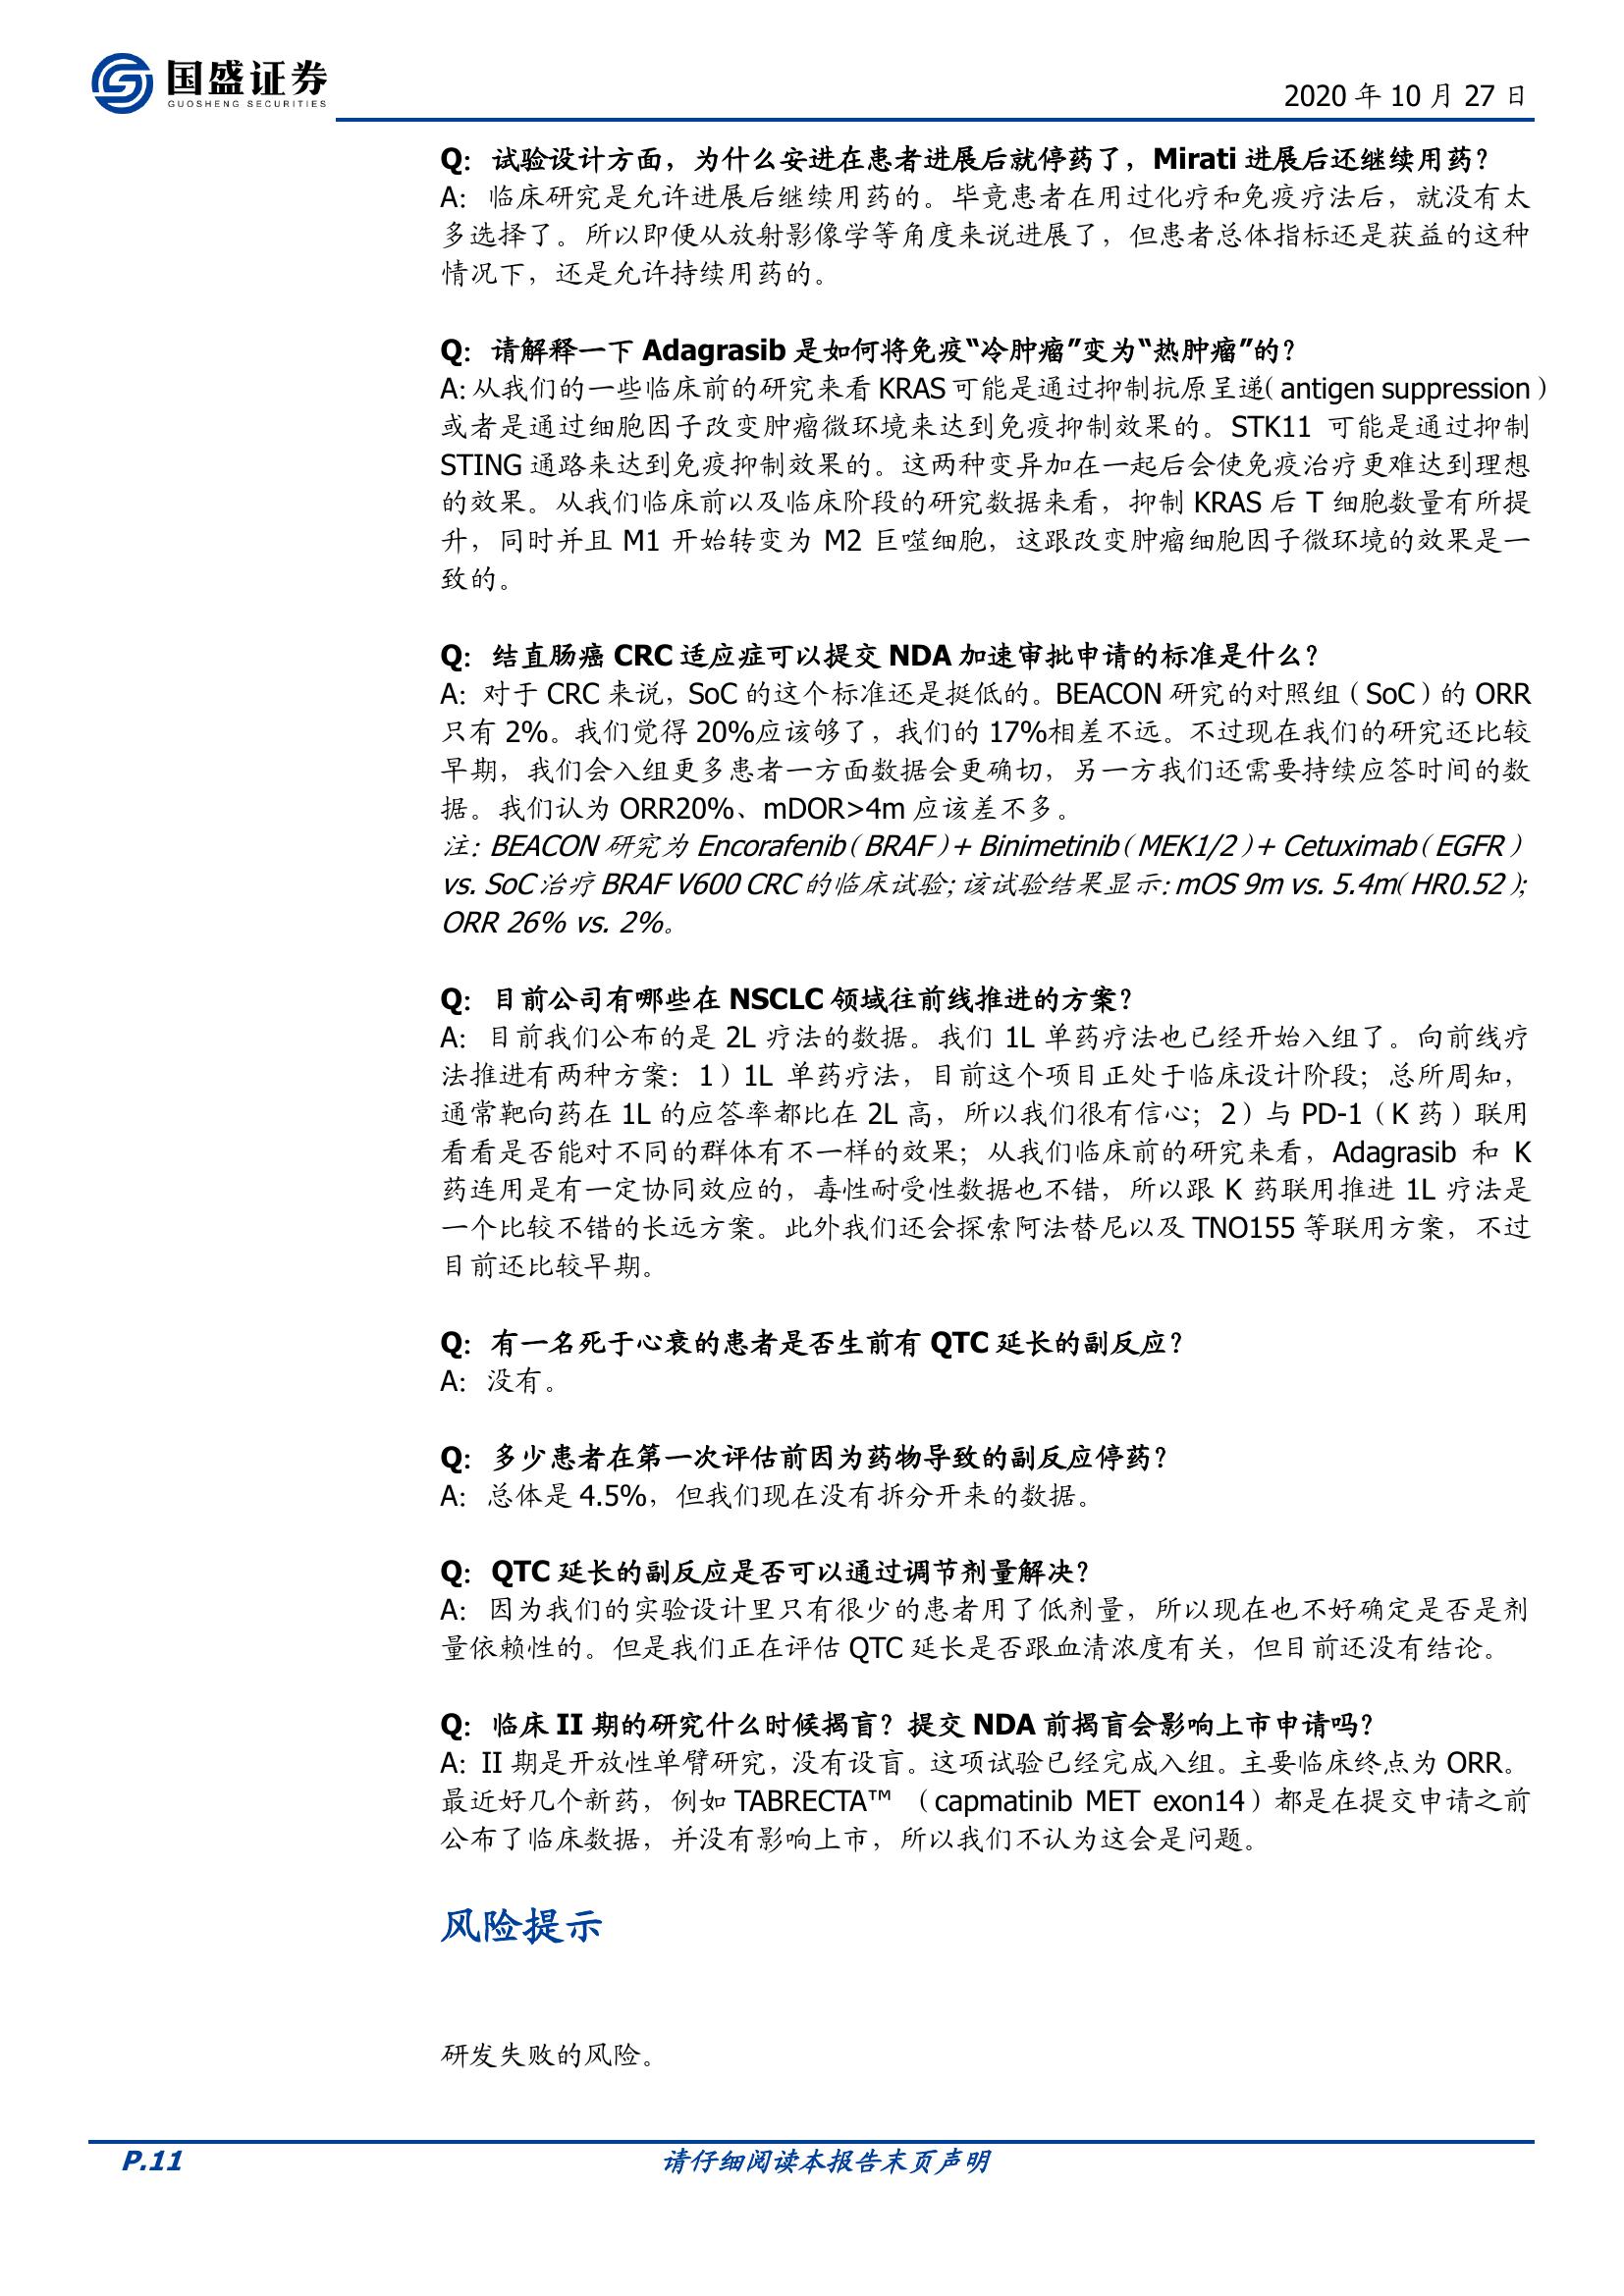 国盛证券
GUOSHENG SECURITIES
2020 年 10 月 27 日
Q：试验设计方面，为什么安进在患者进展后就停药了，Mirati 进展后还继续用药？
A：临床研究是允许进展后继续用药的。毕竟患者在用过化疗和免疫疗法后，就没有太
多选择了。所以即便从放射影像学等角度来说进展了，但患者总体指标还是获益的这种
情况下，还是允许持续用药的。
Q：请解释一下 Adagrasib 是如何将免疫“冷肿瘤”变为“热肿瘤”的？
A：从我们的一些临床前的研究来看 KRAS 可能是通过抑制抗原呈递（antigen suppression）
或者是通过细胞因子改变肿瘤微环境来达到免疫抑制效果的。STK11 可能是通过抑制
STING 通路来达到免疫抑制效果的。这两种变异加在一起后会使免疫治疗更难达到理想
的效果。从我们临床前以及临床阶段的研究数据来看，抑制 KRAS 后 T 细胞数量有所提
升，同时并且 M1 开始转变为 M2 巨噬细胞，这跟改变肿瘤细胞因子微环境的效果是一
致的。
Q：结直肠癌 CRC 适应症可以提交 NDA 加速审批申请的标准是什么？
A：对于 CRC 来说，SoC 的这个标准还是挺低的。BEACON 研究的对照组（SoC）的 ORR
只有 2%。我们觉得 20%应该够了，我们的 17%相差不远。不过现在我们的研究还比较
早期，我们会入组更多患者一方面数据会更确切，另一方我们还需要持续应答时间的数
据。我们认为 ORR20%、mDOR>4m 应该差不多。
注：BEACON 研究为 Encorafenib（BRAF）+ Binimetinib（MEK1/2）+ Cetuximab（EGFR）
vs. SoC 治疗 BRAF V600 CRC 的临床试验；该试验结果显示：mOS 9m vs. 5.4m（HR0.52）；
ORR 26% vs. 2%。
Q：目前公司有哪些在 NSCLC 领域往前线推进的方案？
A：目前我们公布的是 2L 疗法的数据。我们 1L 单药疗法也已经开始入组了。向前线疗
法推进有两种方案：1）1L 单药疗法，目前这个项目正处于临床设计阶段；总所周知，
通常靶向药在 1L 的应答率都比在 2L 高，所以我们很有信心；2）与 PD-1（K 药）联用
看看是否能对不同的群体有不一样的效果；从我们临床前的研究来看，Adagrasib 和 K
药连用是有一定协同效应的，毒性耐受性数据也不错，所以跟 K 药联用推进 1L 疗法是
一个比较不错的长远方案。此外我们还会探索阿法替尼以及 TNO155 等联用方案，不过
目前还比较早期。
Q：有一名死于心衰的患者是否生前有 QTC 延长的副反应？
A：没有。
Q：多少患者在第一次评估前因为药物导致的副反应停药？
A：总体是 4.5%，但我们现在没有拆分开来的数据。
Q：QTC 延长的副反应是否可以通过调节剂量解决？
A：因为我们的实验设计里只有很少的患者用了低剂量，所以现在也不好确定是否是剂
量依赖性的。但是我们正在评估 QTC 延长是否跟血清浓度有关，但目前还没有结论。
Q：临床 II 期的研究什么时候揭盲？提交 NDA 前揭盲会影响上市申请吗？
A：II 期是开放性单臂研究，没有设盲。这项试验已经完成入组。主要临床终点为 ORR。
最近好几个新药，例如 TABRECTA™ （capmatinib MET exon14）都是在提交申请之前
公布了临床数据，并没有影响上市，所以我们不认为这会是问题。
风险提示
研发失败的风险。
P.11
请仔细阅读本报告末页声明